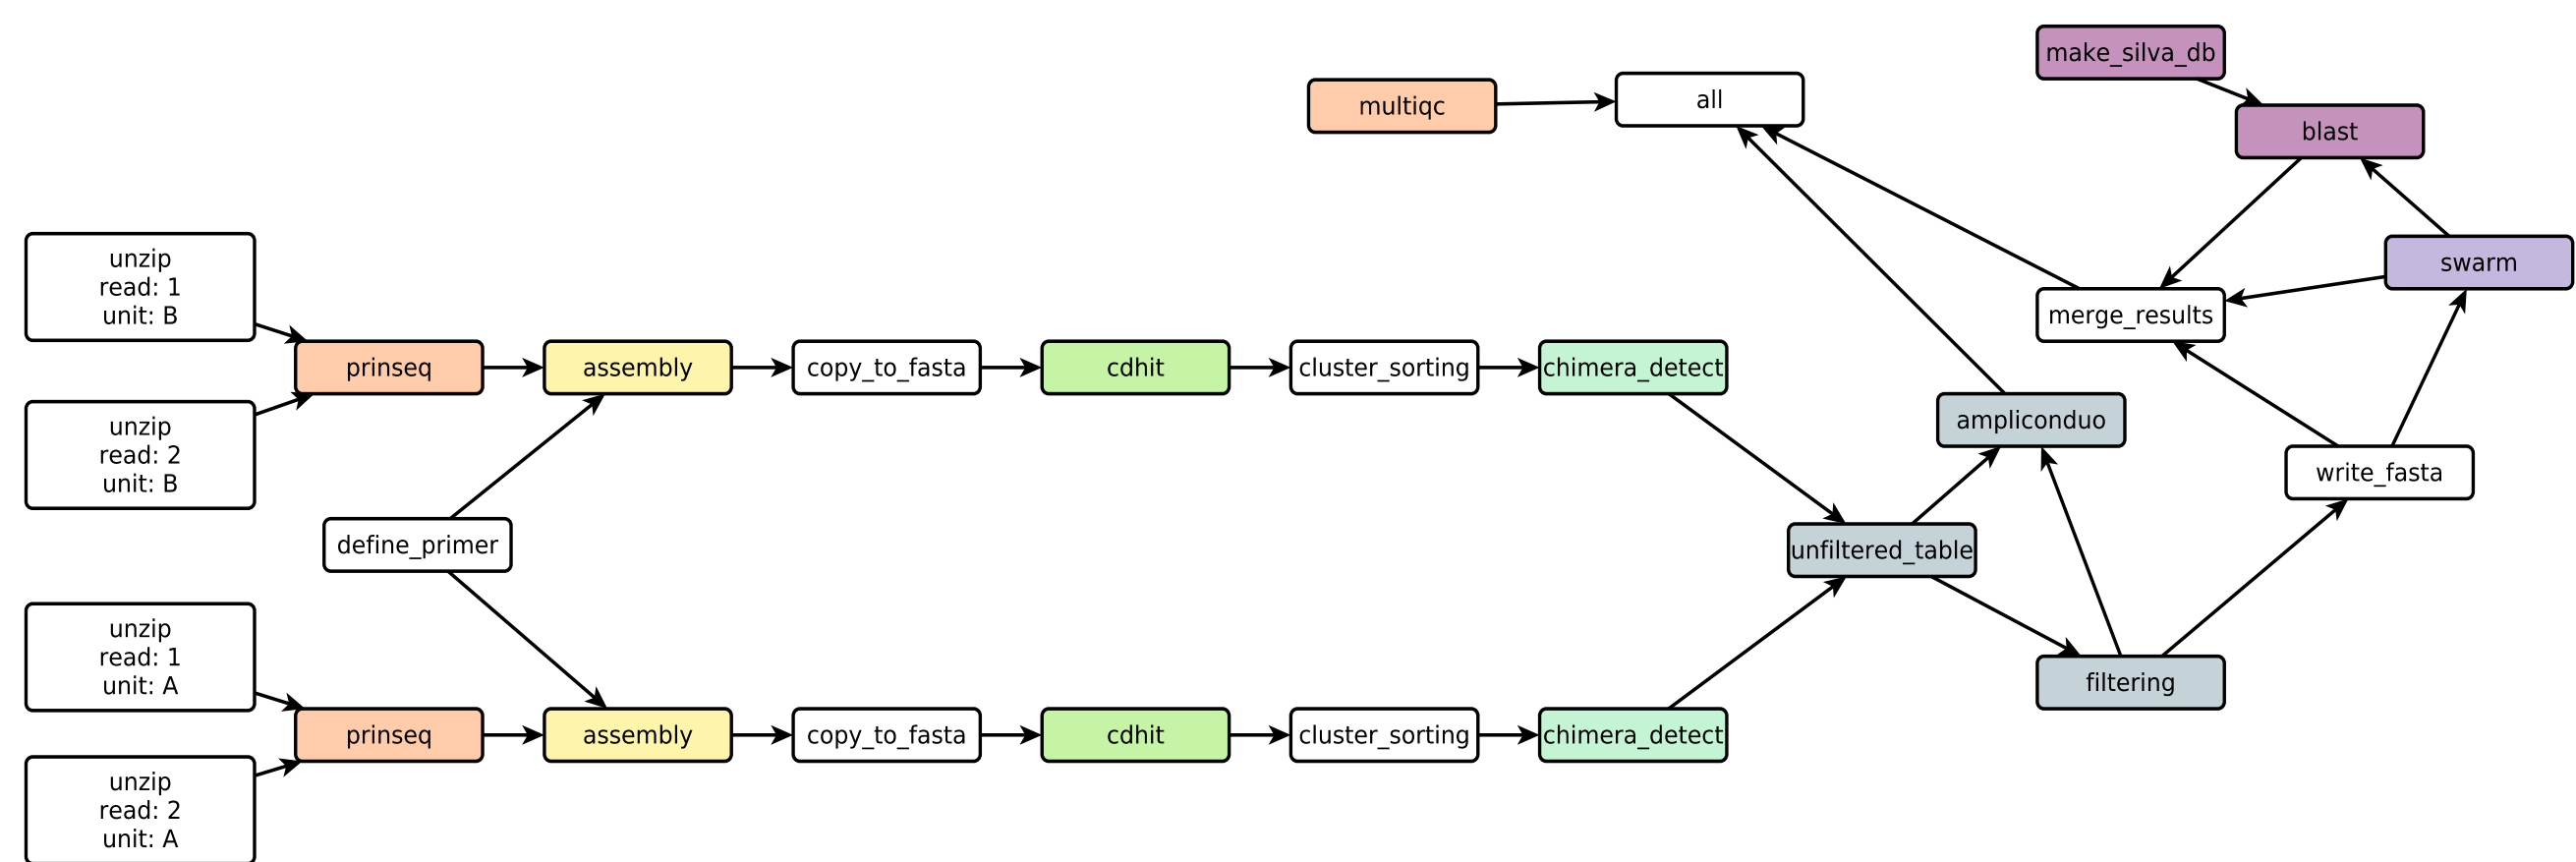 make_silva_db
multiqc
all
blast
unzip
read: 1
unit: B
swarm
merge_results
prinseq
assembly
copy_to_fasta
cdhit
cluster_sorting
chimera_detect
unzip
read: 2
unit: B
ampliconduo
write_fasta
define_primer
unfiltered_table
unzip
read: 1
unit: A
filtering
prinseq
assembly
copy_to_fasta
cdhit
cluster_sorting
chimera_detect
unzip
read: 2
unit: A